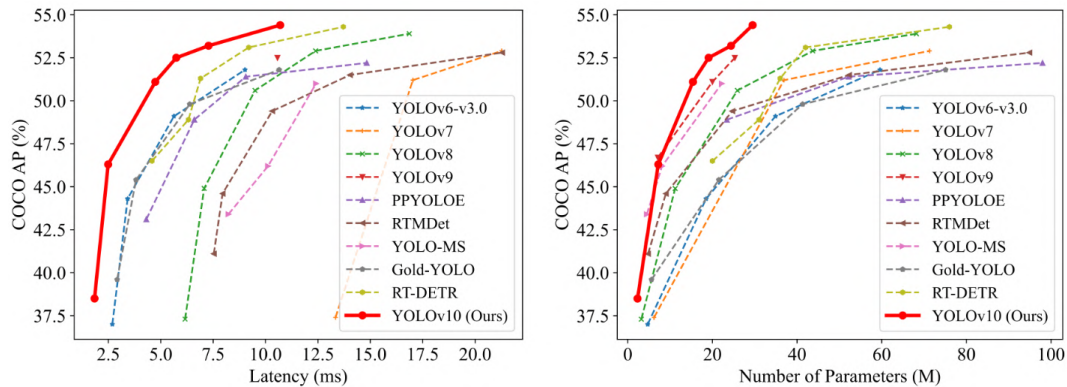 55.0
52.5
50.0
47.5
45.0
42.5
40.0
37.5
COCO AP (%)
2.5 5.0 7.5 10.0 12.5 15.0 17.5 20.0
Latency (ms)
YOLOv6-v3.0
YOLOv7
YOLOv8
YOLOv9
PPYOLOE
RTMDet
YOLO-MS
Gold-YOLO
RT-DETR
YOLOv10 (Ours)
55.0
52.5
50.0
47.5
45.0
42.5
40.0
37.5
COCO AP (%)
0 20 40 60 80 100
Number of Parameters (M)
YOLOv6-v3.0
YOLOv7
YOLOv8
YOLOv9
PPYOLOE
RTMDet
YOLO-MS
Gold-YOLO
RT-DETR
YOLOv10 (Ours)